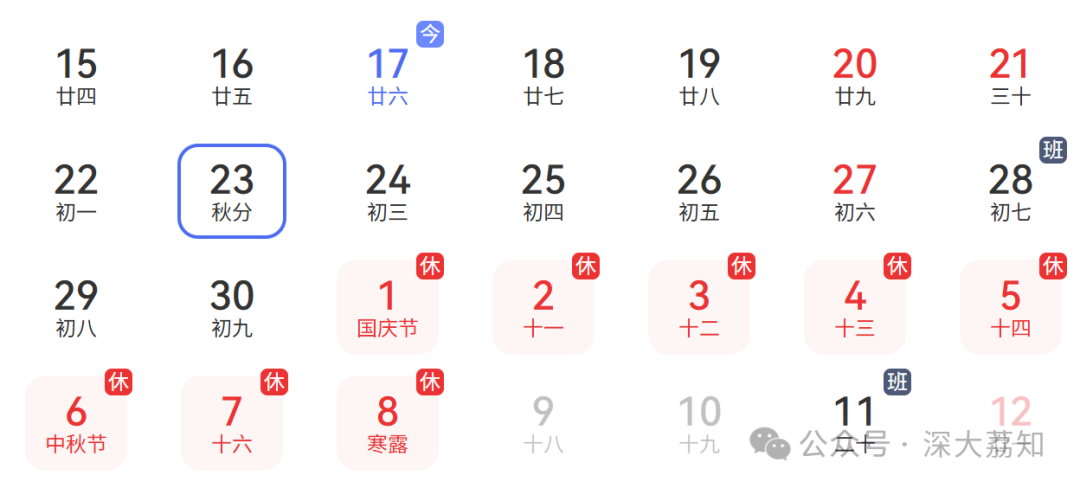 今
15 16 17 18 19 20 21
廿四 廿五 廿六 廿七 廿八 廿九 三十
班
22 23 24 25 26 27 28
初一 秋分 初三 初四 初五 初六 初七
休 休 休 休 休
29 30 1 2 3 4 5
初八 初九 国庆节 十一 十二 十三 十四
休 休 休 班
6 7 8 9 10 11 12
中秋节 十六 寒露 十八 十九 二十
公众号 · 深大荔知